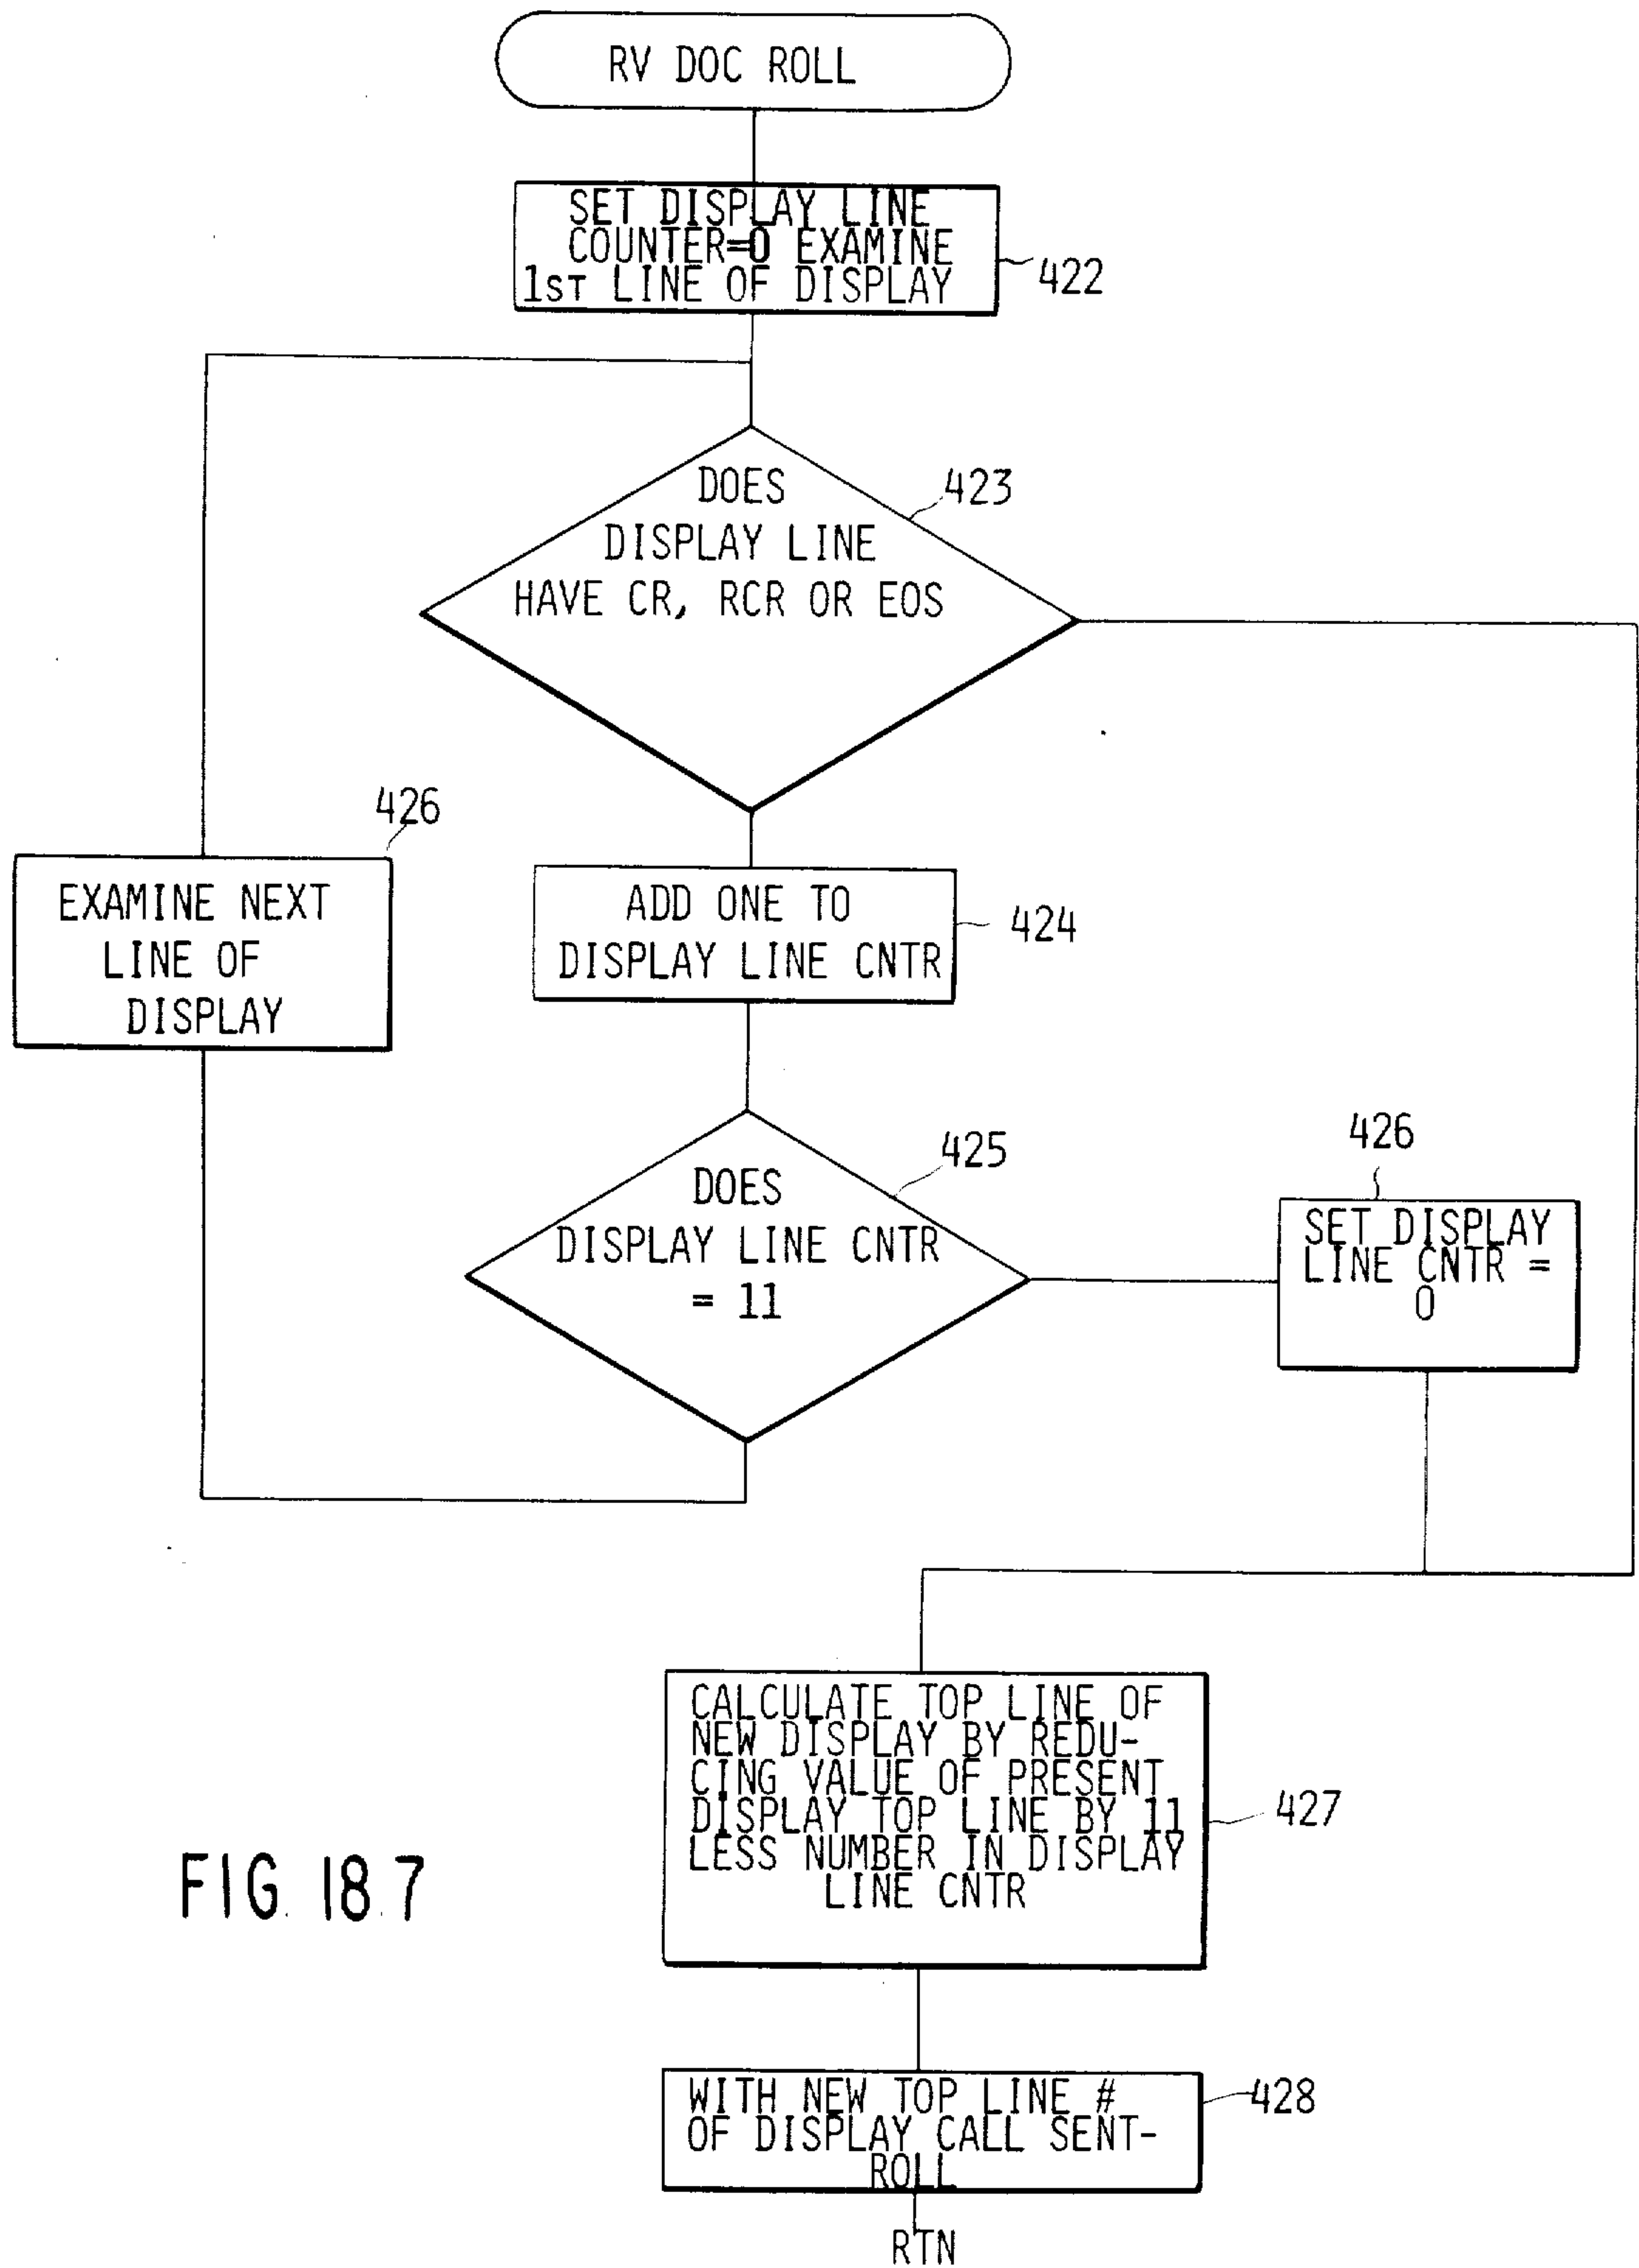 RV DOC ROLL
SET DISPLAY LINE
COUNTER=0 EXAMINE
1ST LINE OF DISPLAY
422
DOES
DISPLAY LINE
HAVE CR, RCR OR EOS
423
426
EXAMINE NEXT
LINE OF
DISPLAY
ADD ONE TO
DISPLAY LINE CNTR
424
DOES
DISPLAY LINE CNTR
= 11
425
426
SET DISPLAY
LINE CNTR =
0
CALCULATE TOP LINE OF
NEW DISPLAY BY REDU-
CING VALUE OF PRESENT
DISPLAY TOP LINE BY 11
LESS NUMBER IN DISPLAY
LINE CNTR
427
FIG. 18.7
WITH NEW TOP LINE #
OF DISPLAY CALL SENT-
ROLL
428
RTN